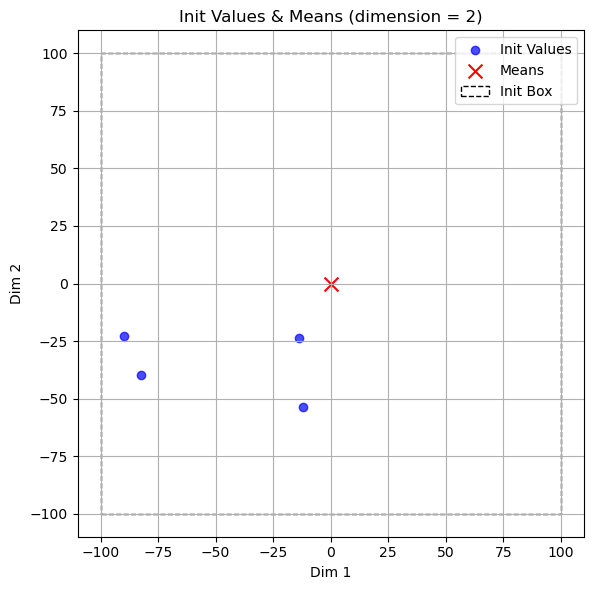 Init Values & Means (dimension = 2)
Init Values
Means
Init Box
Dim 2
100
75
50
25
0
−25
−50
−75
−100
−100 −75 −50 −25 0 25 50 75 100
Dim 1